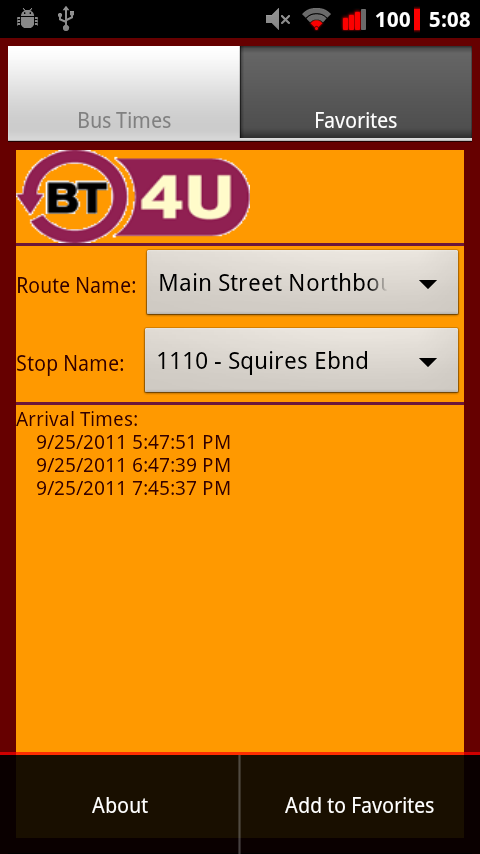 100 5:08
Bus Times Favorites
BT 4U
Route Name: Main Street Northbou
Stop Name: 1110 - Squires Ebnd
Arrival Times:
9/25/2011 5:47:51 PM
9/25/2011 6:47:39 PM
9/25/2011 7:45:37 PM
About Add to Favorites